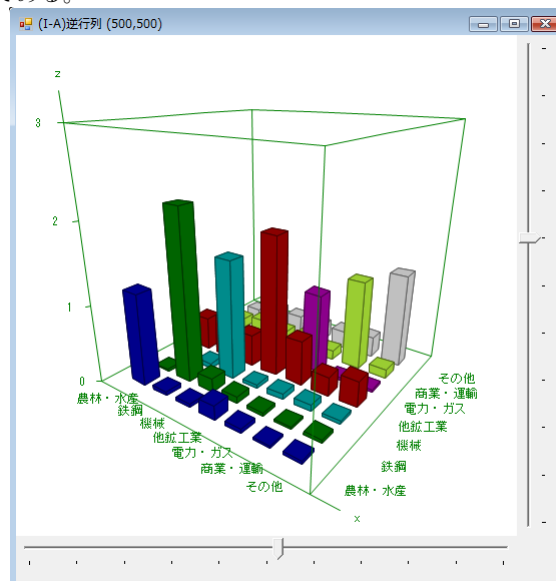 (I-A)逆行列 (500,500)
z
3
2
1
0
農林・水産
鉄鋼
機械
他鉱工業
電力・ガス
商業・運輸
その他
その他
商業・運輸
電力・ガス
他鉱工業
機械
鉄鋼
農林・水産
x